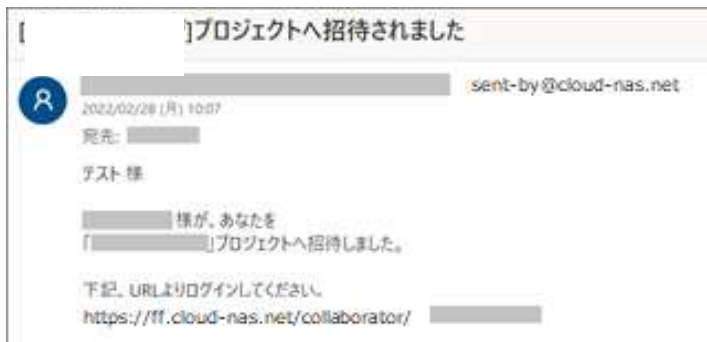 [ ]プロジェクトへ招待されました
sent-by@cloud-nas.net
2022/02/28 (月) 10:07
宛先:
テスト 様
様が、あなたを
「 」プロジェクトへ招待しました。
下記、URLよりログインしてください。
https://ff.cloud-nas.net/collaborator/